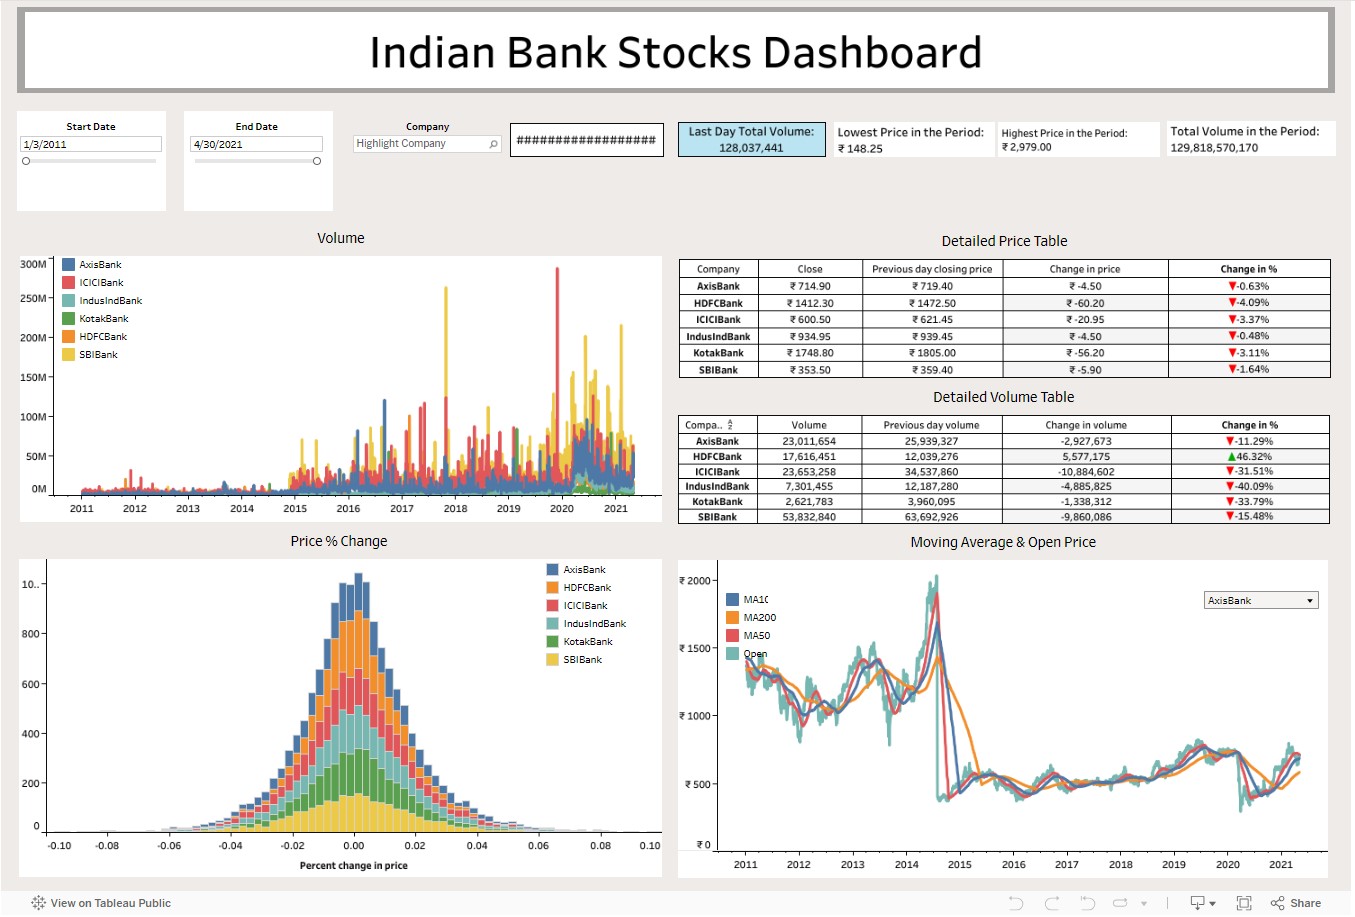 Indian Bank Stocks Dashboard
Start Date
1/3/2011
End Date
4/30/2021
Company
Highlight Company
##################
Last Day Total Volume:
128,037,441
Lowest Price in the Period:
₹ 148.25
Highest Price in the Period:
₹ 2,979.00
Total Volume in the Period:
129,818,570,170
Volume
300M
250M
200M
150M
100M
50M
0M
AxisBank
ICICIBank
IndusIndBank
KotakBank
HDFCBank
SBIBank
2011 2012 2013 2014 2015 2016 2017 2018 2019 2020 2021
Detailed Price Table
Company Close Previous day closing price Change in price Change in %
AxisBank ₹ 714.90 ₹ 719.40 ₹ -4.50 ▼-0.63%
HDFCBank ₹ 1412.30 ₹ 1472.50 ₹ -60.20 ▼-4.09%
ICICIBank ₹ 600.50 ₹ 621.45 ₹ -20.95 ▼-3.37%
IndusIndBank ₹ 934.95 ₹ 939.45 ₹ -4.50 ▼-0.48%
KotakBank ₹ 1748.80 ₹ 1805.00 ₹ -56.20 ▼-3.11%
SBIBank ₹ 353.50 ₹ 359.40 ₹ -5.90 ▼-1.64%
Detailed Volume Table
Compa.. Volume Previous day volume Change in volume Change in %
AxisBank 23,011,654 25,939,327 -2,927,673 ▼-11.29%
HDFCBank 17,616,451 12,039,276 5,577,175 ▲46.32%
ICICIBank 23,653,258 34,537,860 -10,884,602 ▼-31.51%
IndusIndBank 7,301,455 12,187,280 -4,885,825 ▼-40.09%
KotakBank 2,621,783 3,960,095 -1,338,312 ▼-33.79%
SBIBank 53,832,840 63,692,926 -9,860,086 ▼-15.48%
Price % Change
10..
800
600
400
200
0
AxisBank
HDFCBank
ICICIBank
IndusIndBank
KotakBank
SBIBank
-0.10 -0.08 -0.06 -0.04 -0.02 0.00 0.02 0.04 0.06 0.08 0.10
Percent change in price
Moving Average & Open Price
₹ 2000
₹ 1500
₹ 1000
₹ 500
₹ 0
MA10
MA200
MA50
Open
AxisBank
2011 2012 2013 2014 2015 2016 2017 2018 2019 2020 2021
View on Tableau Public
Share